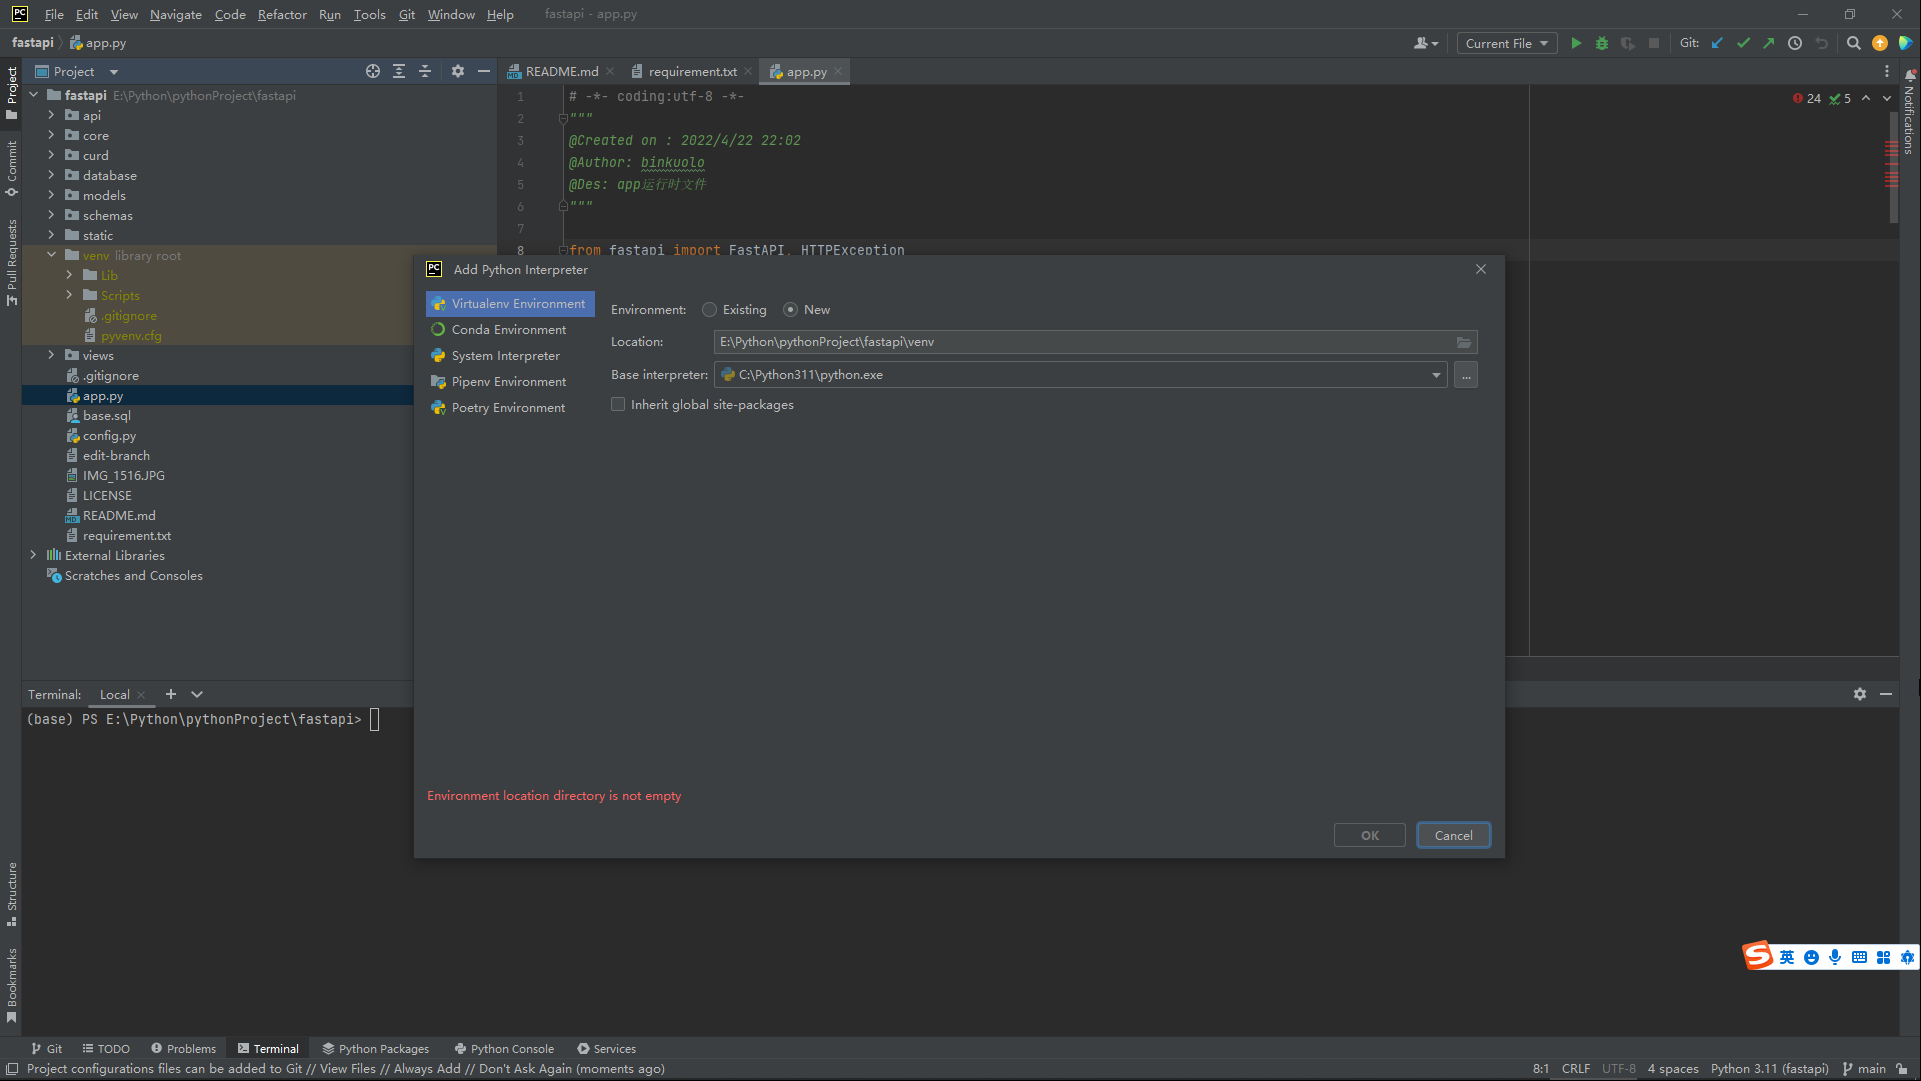 PC File Edit View Navigate Code Refactor Run Tools Git Window Help fastapi - app.py
fastapi app.py
Current File Git:
Project
README.md requirement.txt app.py
fastapi E:\Python\pythonProject\fastapi
api
core
curd
database
models
schemas
static
venv library root
Lib
Scripts
.gitignore
pyvenv.cfg
views
.gitignore
app.py
base.sql
config.py
edit-branch
IMG_1516.JPG
LICENSE
README.md
requirement.txt
External Libraries
Scratches and Consoles
Project
Commit
Pull Requests
Structure
Bookmarks
Notifications
1 # -*- coding:utf-8 -*-
2 """
3 @Created on : 2022/4/22 22:02
4 @Author: binkuolo
5 @Des: app运行时文件
6 """
7
8 from fastapi import FastAPI, HTTPException
24 5
PC Add Python Interpreter
Virtualenv Environment
Conda Environment
System Interpreter
Pipenv Environment
Poetry Environment
Environment: Existing New
Location: E:\Python\pythonProject\fastapi\venv
Base interpreter: C:\Python311\python.exe ...
Inherit global site-packages
Environment location directory is not empty
OK Cancel
Terminal: Local
(base) PS E:\Python\pythonProject\fastapi>
S 英
Git TODO Problems Terminal Python Packages Python Console Services
Project configurations files can be added to Git // View Files // Always Add // Don't Ask Again (moments ago) 8:1 CRLF UTF-8 4 spaces Python 3.11 (fastapi) main